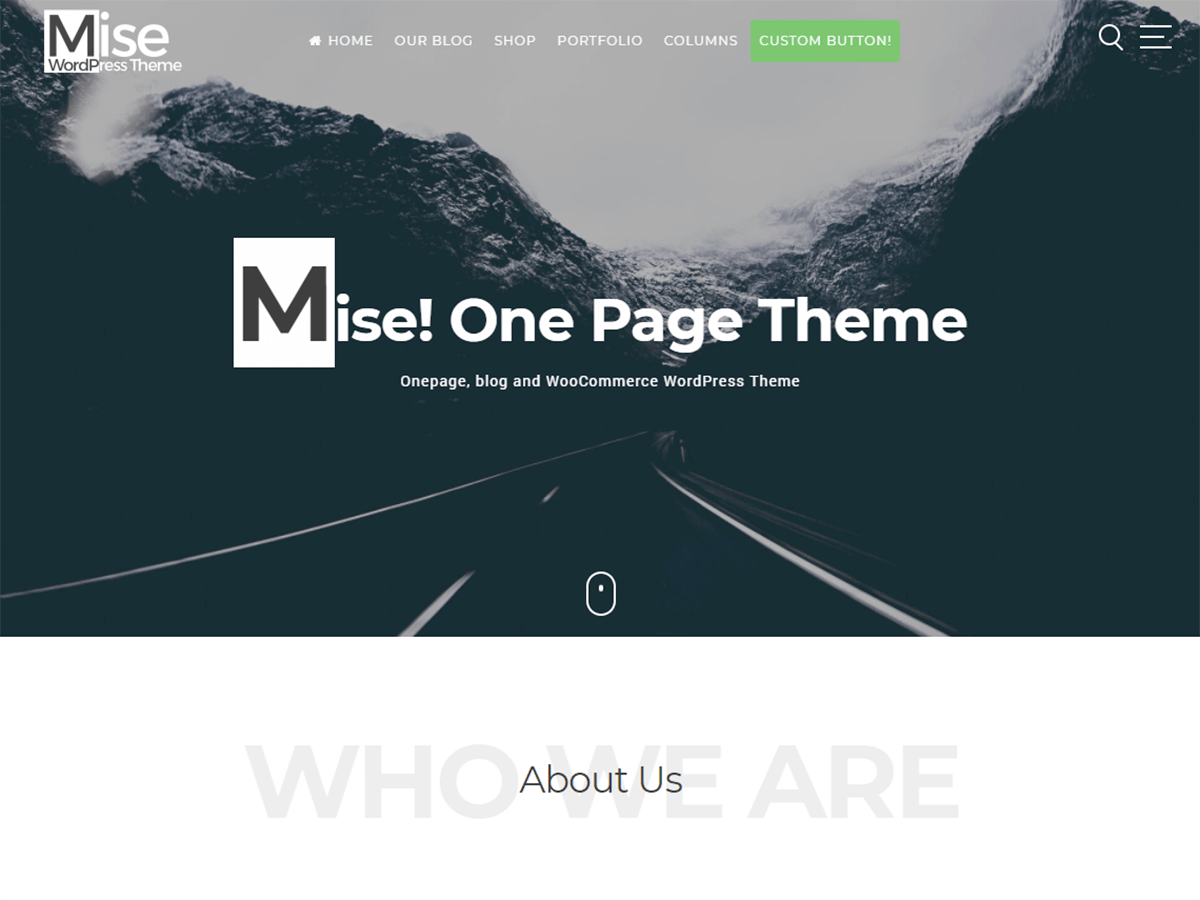 Mise
WordPress Theme
HOME OUR BLOG SHOP PORTFOLIO COLUMNS CUSTOM BUTTON!
Mise! One Page Theme
Onepage, blog and WooCommerce WordPress Theme
WHO WE ARE
About Us